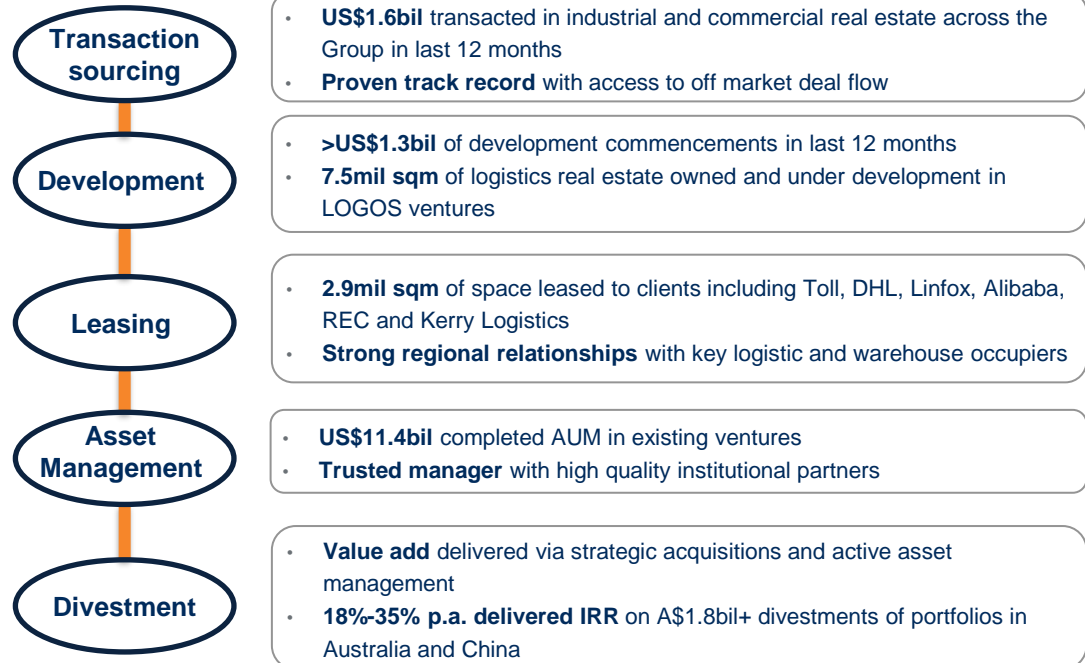 Transaction
sourcing
• US$1.6bil transacted in industrial and commercial real estate across the
Group in last 12 months
• Proven track record with access to off market deal flow
Development
• >US$1.3bil of development commencements in last 12 months
• 7.5mil sqm of logistics real estate owned and under development in
LOGOS ventures
Leasing
• 2.9mil sqm of space leased to clients including Toll, DHL, Linfox, Alibaba,
REC and Kerry Logistics
• Strong regional relationships with key logistic and warehouse occupiers
Asset
Management
• US$11.4bil completed AUM in existing ventures
• Trusted manager with high quality institutional partners
Divestment
• Value add delivered via strategic acquisitions and active asset
management
• 18%-35% p.a. delivered IRR on A$1.8bil+ divestments of portfolios in
Australia and China